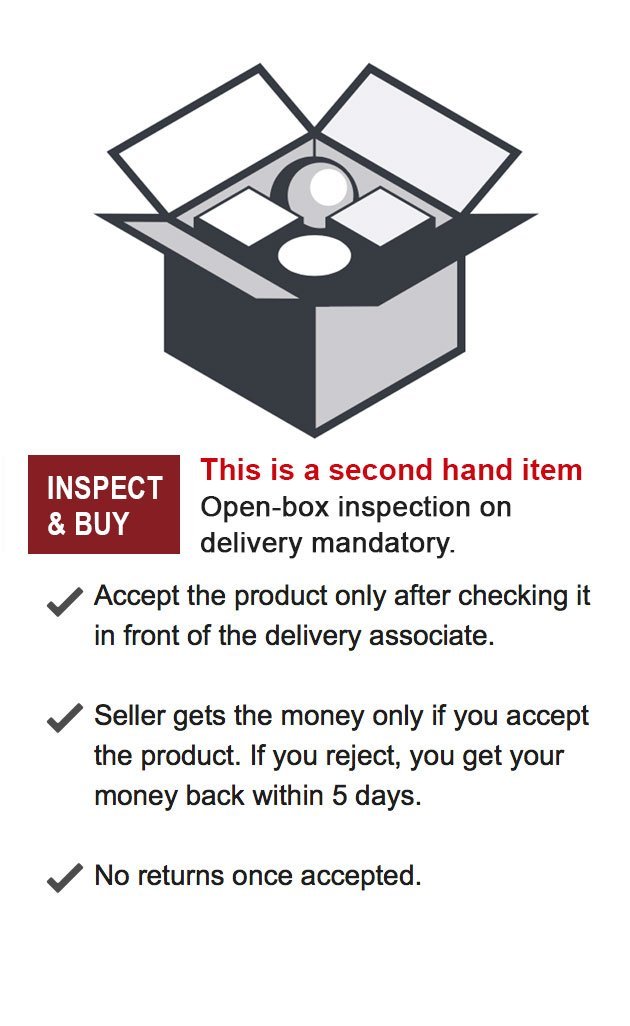 INSPECT
& BUY
This is a second hand item
Open-box inspection on
delivery mandatory.
Accept the product only after checking it
in front of the delivery associate.
Seller gets the money only if you accept
the product. If you reject, you get your
money back within 5 days.
No returns once accepted.